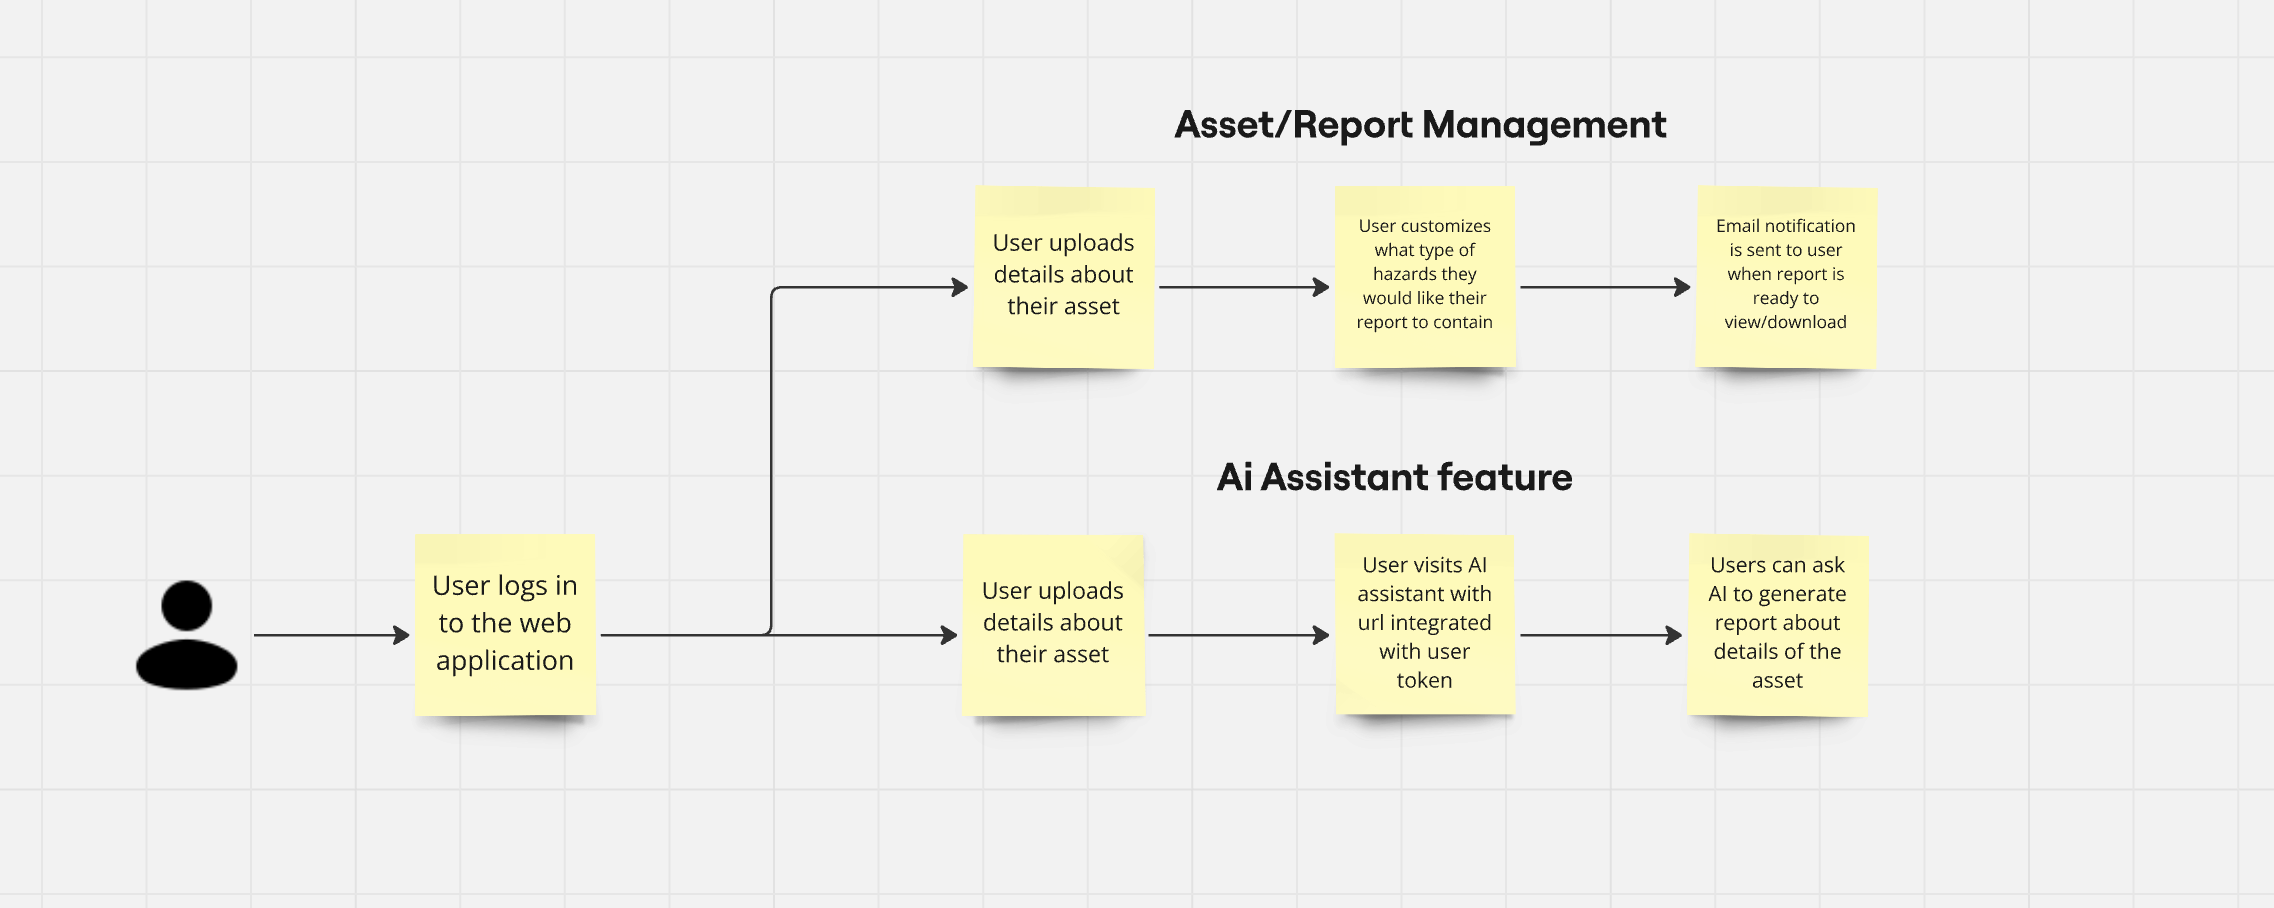 Asset/Report Management
User uploads
details about
their asset
User customizes
what type of
hazards they
would like their
report to contain
Email notification
is sent to user
when report is
ready to
view/download
Ai Assistant feature
User logs in
to the web
application
User uploads
details about
their asset
User visits AI
assistant with
url integrated
with user
token
Users can ask
AI to generate
report about
details of the
asset